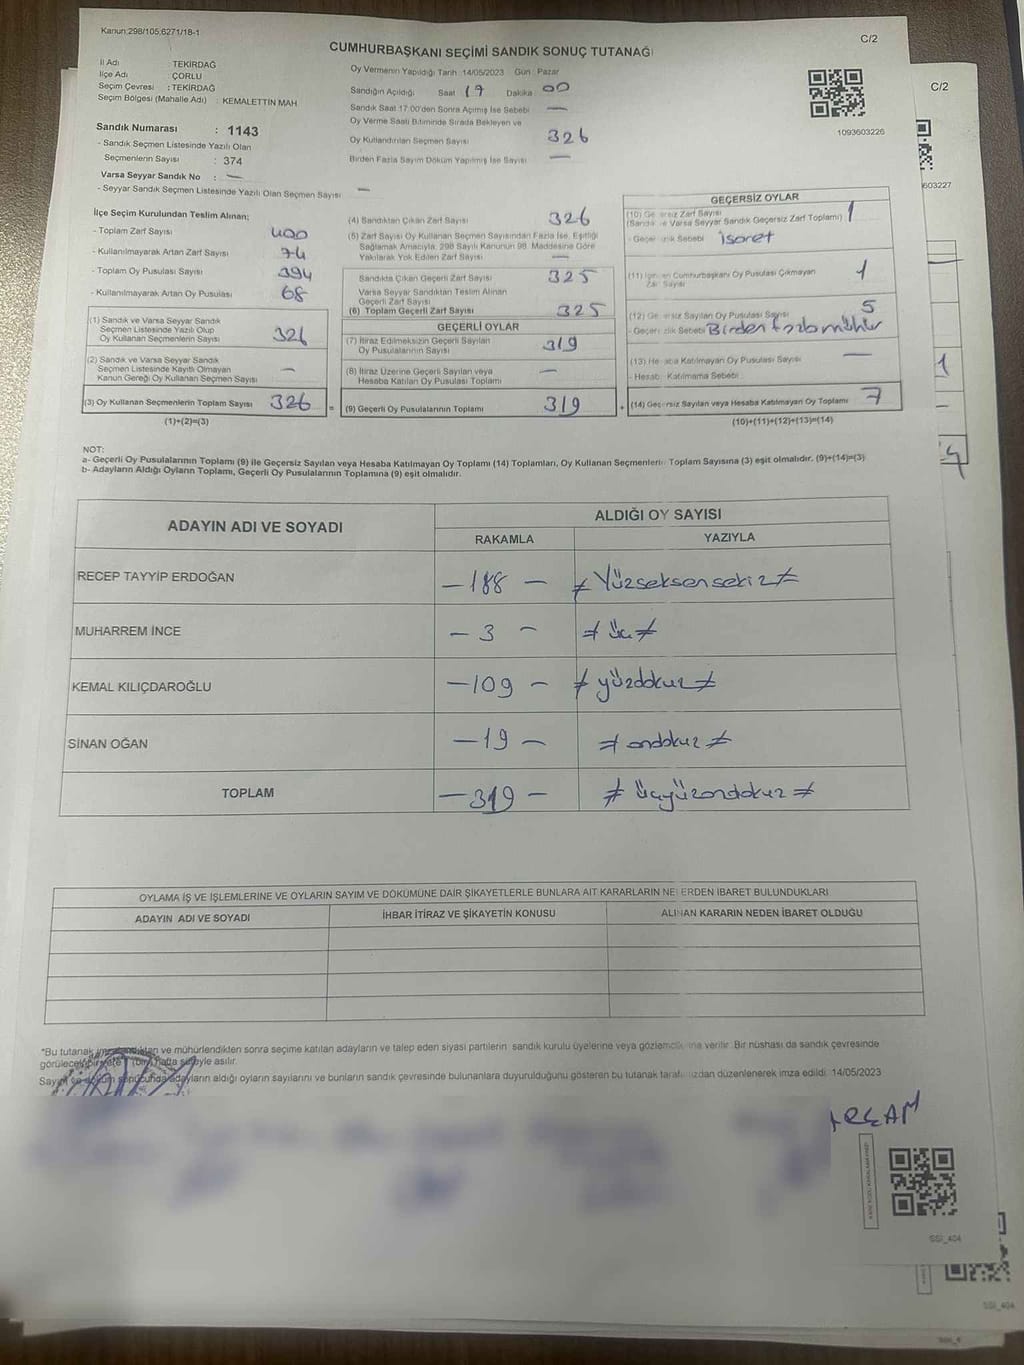 Kanun:298/105;6271/18-1
C/2
CUMHURBAŞKANI SEÇİMİ SANDIK SONUÇ TUTANAĞI
C/2
İl Adı : TEKİRDAĞ
İlçe Adı : ÇORLU
Seçim Çevresi : TEKİRDAĞ
Seçim Bölgesi (Mahalle Adı) : KEMALETTİN MAH
Oy Vermenin Yapıldığı Tarih: 14/05/2023 Gün: Pazar
Sandığın Açıldığı Saat 17 Dakika 00
Sandık Saat 17:00'den Sonra Açımış İse Sebebi —
Oy Verme Saati Bitiminde Sırada Bekleyen ve
Oy Kullandırılan Seçmen Sayısı 326
Birden Fazla Sayım Döküm Yapılmış İse Sayısı —
1093603226
603227
Sandık Numarası : 1143
- Sandık Seçmen Listesinde Yazılı Olan
Seçmenlerin Sayısı : 374
Varsa Seyyar Sandık No : —
- Seyyar Sandık Seçmen Listesinde Yazılı Olan Seçmen Sayısı —
İlçe Seçim Kurulundan Teslim Alınan;
- Toplam Zarf Sayısı 400
- Kullanılmayarak Artan Zarf Sayısı 74
- Toplam Oy Pusulası Sayısı 394
- Kullanılmayarak Artan Oy Pusulası 68
(1) Sandık ve Varsa Seyyar Sandık
Seçmen Listesinde Yazılı Olup
Oy Kullanan Seçmenlerin Sayısı 326
(2) Sandık ve Varsa Seyyar Sandık
Seçmen Listesinde Kayıtlı Olmayan
Kanun Gereği Oy Kullanan Seçmen Sayısı —
(3) Oy Kullanan Seçmenlerin Toplam Sayısı 326 =
(1)+(2)=(3)
(4) Sandıktan Çıkan Zarf Sayısı 326
(5) Zarf Sayısı Oy Kullanan Seçmen Sayısından Fazla İse, Eşitliği
Sağlamak Amacıyla, 298 Sayılı Kanunun 98. Maddesine Göre
Yakılarak Yok Edilen Zarf Sayısı —
Sandıkta Çıkan Geçerli Zarf Sayısı 325
Varsa Seyyar Sandıktan Teslim Alınan
Geçerli Zarf Sayısı
(6) Toplam Geçerli Zarf Sayısı 325
GEÇERLİ OYLAR
(7) İtiraz Edilmeksizin Geçerli Sayılan
Oy Pusulalarının Sayısı 319
(8) İtiraz Üzerine Geçerli Sayılan veya
Hesaba Katılan Oy Pusulası Toplamı —
(9) Geçerli Oy Pusulalarının Toplamı 319 +
GEÇERSİZ OYLAR
(10) Geçersiz Zarf Sayısı 1
(Sandık ve Varsa Seyyar Sandık Geçersiz Zarf Toplamı)
- Geçersizlik Sebebi işaret
(11) Cumhurbaşkanı Oy Pusulası Çıkmayan 1
Zarf Sayısı
(12) Geçersiz Sayılan Oy Pusulası Sayısı 5
- Geçersizlik Sebebi Birden fazla mühür
(13) Hesaba Katılmayan Oy Pusulası Sayısı —
- Hesaba Katılmama Sebebi
(14) Geçersiz Sayılan veya Hesaba Katılmayan Oy Toplamı 7
(10)+(11)+(12)+(13)=(14)
NOT:
a- Geçerli Oy Pusulalarının Toplamı (9) ile Geçersiz Sayılan veya Hesaba Katılmayan Oy Toplamı (14) Toplamları, Oy Kullanan Seçmenlerin Toplam Sayısına (3) eşit olmalıdır. (9)+(14)=(3)
b- Adayların Aldığı Oyların Toplamı, Geçerli Oy Pusulalarının Toplamına (9) eşit olmalıdır.
ADAYIN ADI VE SOYADI
ALDIĞI OY SAYISI
RAKAMLA YAZIYLA
RECEP TAYYİP ERDOĞAN —188— ≠ Yüzseksensekiz ≠
MUHARREM İNCE —3— ≠ üç ≠
KEMAL KILIÇDAROĞLU —109— ≠ yüzdokuz ≠
SİNAN OĞAN —19— ≠ ondokuz ≠
TOPLAM —319— ≠ üçyüzondokuz ≠
OYLAMA İŞ VE İŞLEMLERİNE VE OYLARIN SAYIM VE DÖKÜMÜNE DAİR ŞİKAYETLERLE BUNLARA AİT KARARLARIN NELERDEN İBARET BULUNDUKLARI
ADAYIN ADI VE SOYADI İHBAR İTİRAZ VE ŞİKAYETİN KONUSU ALINAN KARARIN NEDEN İBARET OLDUĞU
*Bu tutanak imzalandıktan ve mühürlendikten sonra seçime katılan adayların ve talep eden siyasi partilerin sandık kurulu üyelerine veya gözlemcilerine verilir. Bir nüshası da sandık çevresinde
görülecek bir yere (bir) hafta süreyle asılır.
Sayım ve döküm sonucunda adayların aldığı oyların sayılarını ve bunların sandık çevresinde bulunanlara duyurulduğunu gösteren bu tutanak tarafımızdan düzenlenerek imza edildi. 14/05/2023
SSİ_404
SSİ_404